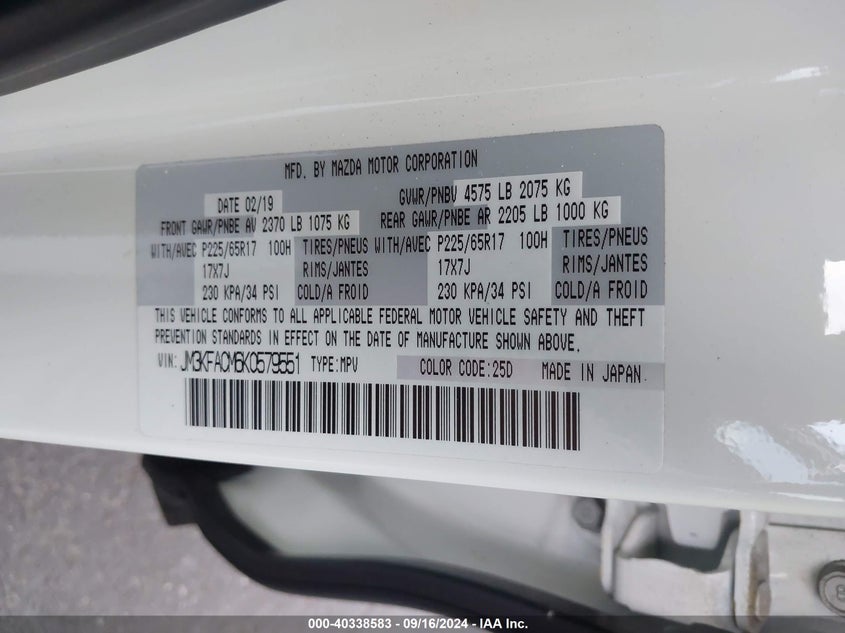 MFD. BY MAZDA MOTOR CORPORATION
DATE 02/19 GVWR/PNBV 4575 LB 2075 KG
FRONT GAWR/PNBE AV 2370 LB 1075 KG REAR GAWR/PNBE AR 2205 LB 1000 KG
WITH/AVEC P225/65R17 100H TIRES/PNEUS WITH/AVEC P225/65R17 100H TIRES/PNEUS
17X7J RIMS/JANTES 17X7J RIMS/JANTES
230 KPA/34 PSI COLD/A FROID 230 KPA/34 PSI COLD/A FROID
THIS VEHICLE CONFORMS TO ALL APPLICABLE FEDERAL MOTOR VEHICLE SAFETY AND THEFT
PREVENTION STANDARDS IN EFFECT ON THE DATE OF MANUFACTURE SHOWN ABOVE.
VIN: JM3KFACM6K0579551 TYPE:MPV COLOR CODE:25D MADE IN JAPAN
8
000-40338583 - 09/16/2024 - IAA Inc.